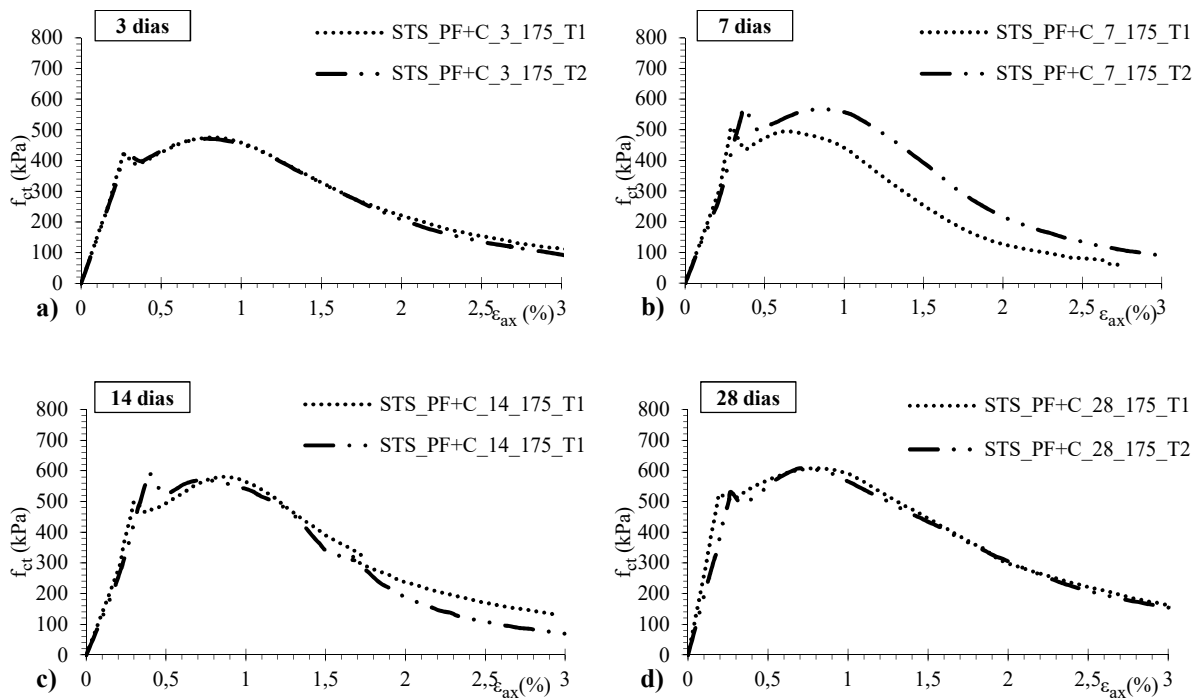 3 dias
STS_PF+C_3_175_T1
STS_PF+C_3_175_T2
800
700
600
500
400
300
200
100
0
f_ct (kPa)
0 0,5 1 1,5 2 2,5 3
ε_ax (%)
a)
7 dias
STS_PF+C_7_175_T1
STS_PF+C_7_175_T2
800
700
600
500
400
300
200
100
0
f_ct (kPa)
0 0,5 1 1,5 2 2,5 3
ε_ax(%)
b)
14 dias
STS_PF+C_14_175_T1
STS_PF+C_14_175_T1
800
700
600
500
400
300
200
100
0
f_ct (kPa)
0 0,5 1 1,5 2 2,5 3
ε_ax(%)
c)
28 dias
STS_PF+C_28_175_T1
STS_PF+C_28_175_T2
800
700
600
500
400
300
200
100
0
f_ct (kPa)
0 0,5 1 1,5 2 2,5 3
ε_ax(%)
d)